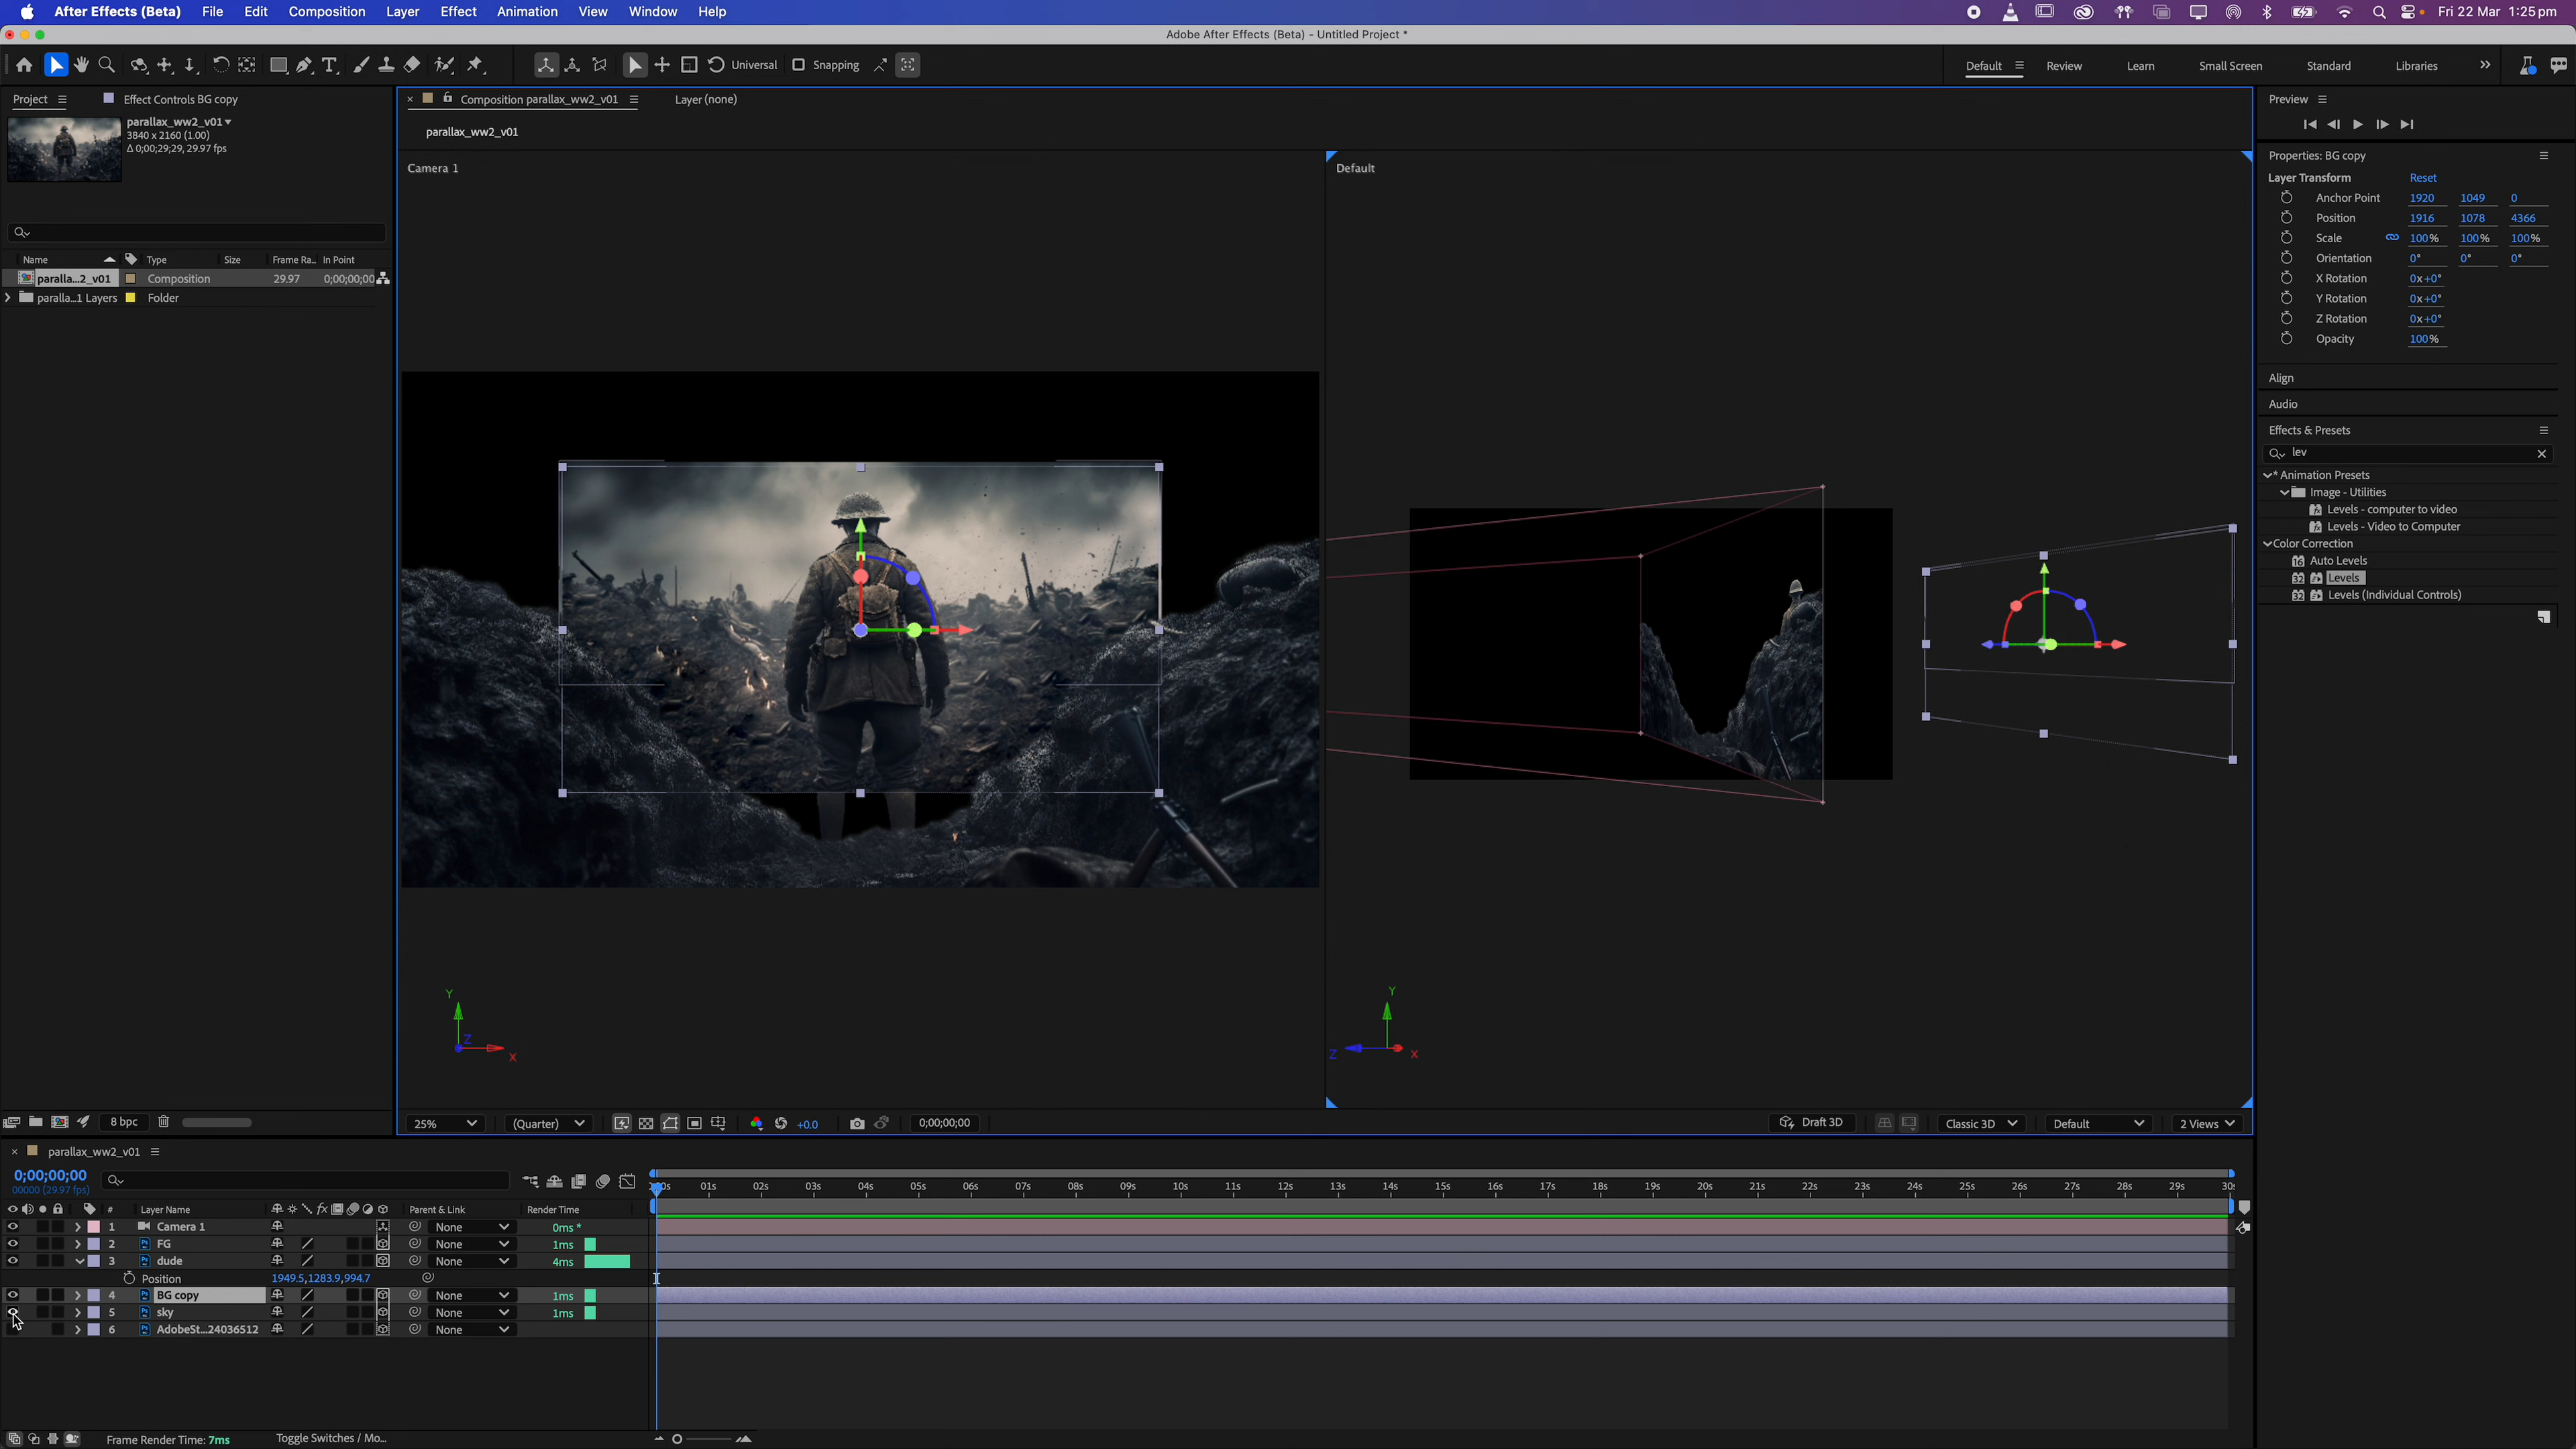 After Effects (Beta) File Edit Composition Layer Effect Animation View Window Help Fri 22 Mar 1:25pm
Adobe After Effects (Beta) - Untitled Project *
Universal Snapping Default Review Learn Small Screen Standard Libraries
Project Effect Controls BG copy
parallax_ww2_v01
3840 x 2160 (1.00)
Δ 0;00;29;29, 29.97 fps
Name Type Size Frame Ra... In Point
paralla...2_v01 Composition 29.97 0;00;00;00
paralla...1 Layers Folder
8 bpc
Composition parallax_ww2_v01 Layer (none)
parallax_ww2_v01
Camera 1 Default
Y
Z
X
Y
Z X
25% (Quarter) +0.0 0;00;00;00 Draft 3D Classic 3D Default 2 Views
Preview
Properties: BG copy
Layer Transform Reset
Anchor Point 1920 1049 0
Position 1916 1078 4366
Scale 100% 100% 100%
Orientation 0° 0° 0°
X Rotation 0x+0°
Y Rotation 0x+0°
Z Rotation 0x+0°
Opacity 100%
Align
Audio
Effects & Presets
lev
* Animation Presets
Image - Utilities
Levels - computer to video
Levels - Video to Computer
Color Correction
16 Auto Levels
32 Levels
32 Levels (Individual Controls)
parallax_ww2_v01
0;00;00;00
00000 (29.97 fps)
01s 02s 03s 04s 05s 06s 07s 08s 09s 10s 11s 12s 13s 14s 15s 16s 17s 18s 19s 20s 21s 22s 23s 24s 25s 26s 27s 28s 29s
# Layer Name fx Parent & Link Render Time
1 Camera 1 None 0ms *
2 FG None 1ms
3 dude None 4ms
Position 1949.5,1283.9,994.7
4 BG copy None 1ms
5 sky None 1ms
6 AdobeSt...24036512 None
Frame Render Time: 7ms Toggle Switches / Mo...